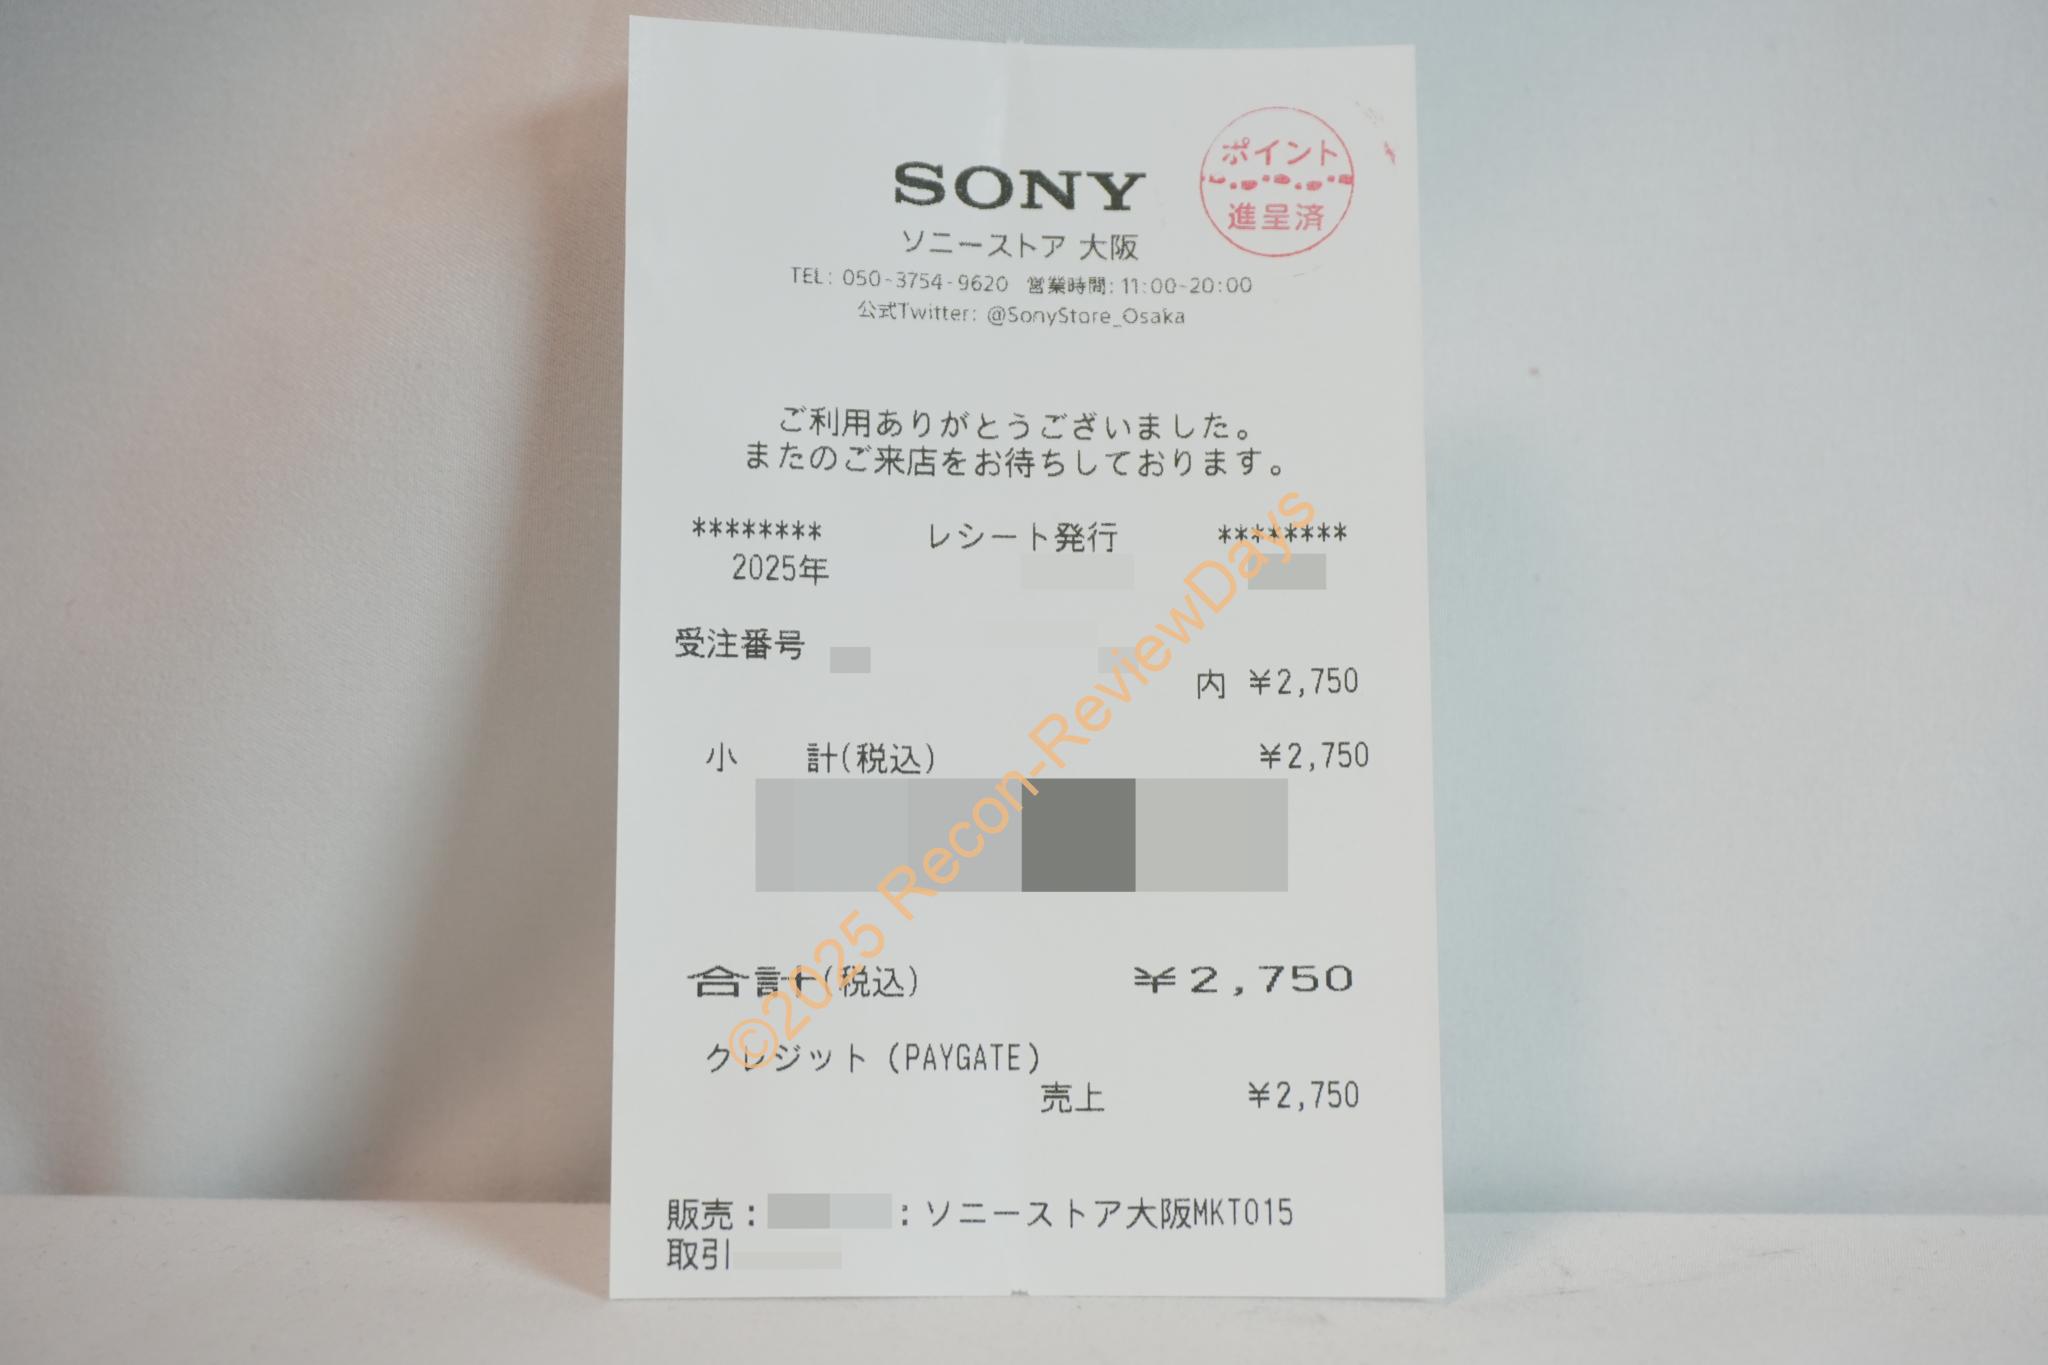 SONY
ポイント
進呈済
ソニーストア 大阪
TEL: 050-3754-9620 営業時間: 11:00-20:00
公式Twitter: @SonyStore_Osaka
ご利用ありがとうございました。
またのご来店をお待ちしております。
******** レシート発行 ********
2025年
受注番号
内 ¥2,750
小 計(税込) ¥2,750
合計(税込) ¥2,750
クレジット(PAYGATE)
売上 ¥2,750
販売: :ソニーストア大阪MKT015
取引
©2025 Recon-ReviewDays